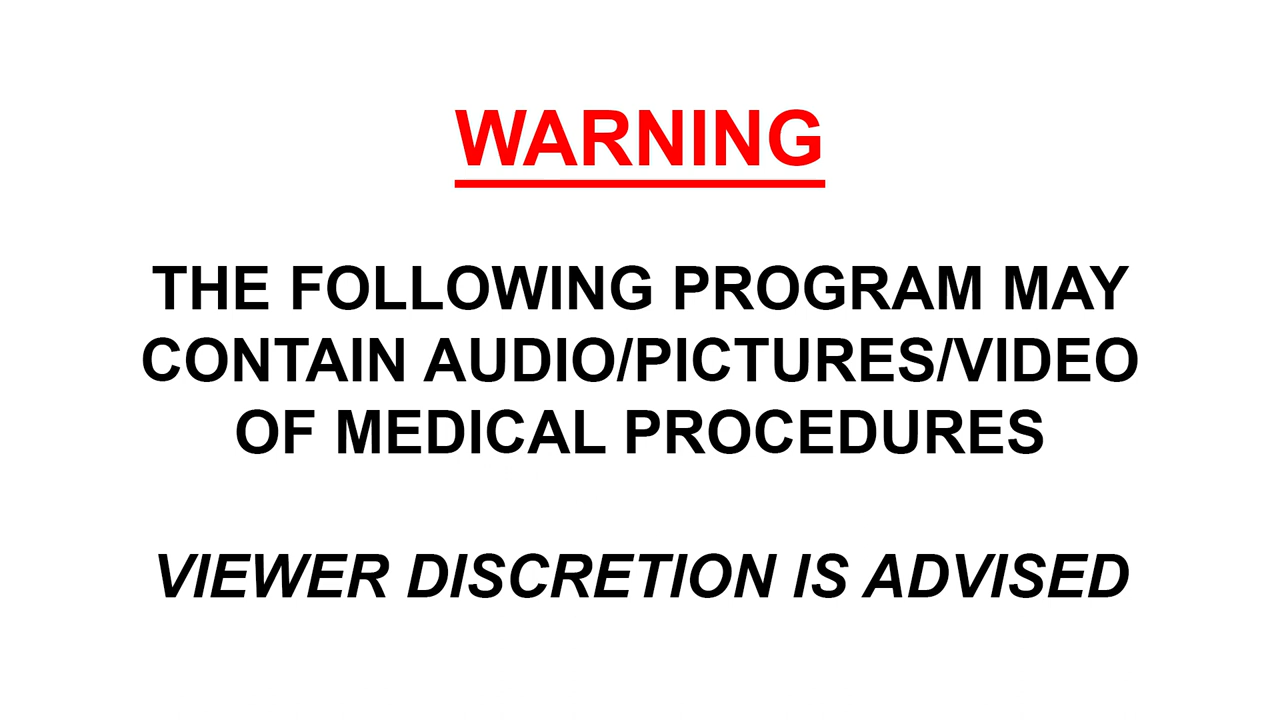 WARNING
THE FOLLOWING PROGRAM MAY
CONTAIN AUDIO/PICTURES/VIDEO
OF MEDICAL PROCEDURES
VIEWER DISCRETION IS ADVISED